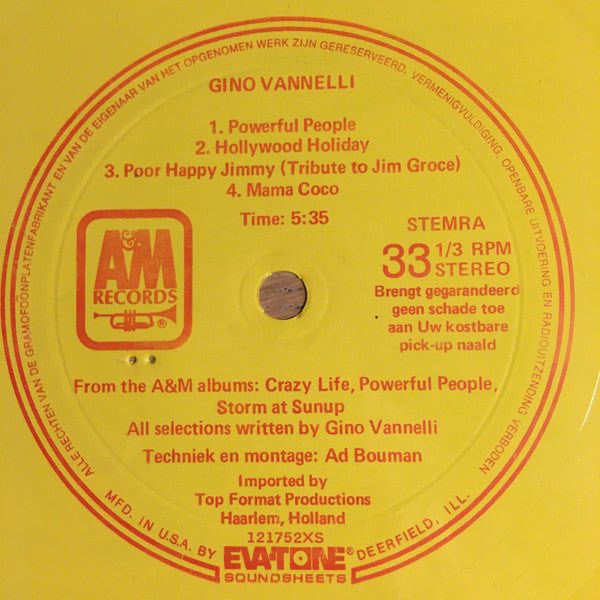 ALLE RECHTEN VAN DE GRAMOFOONPLATENFABRIKANT EN VAN DE EIGENAAR VAN HET OPGENOMEN WERK ZIJN GERESERVEERD, VERMENIGVULDIGING, OPENBARE UITVOERING EN RADIOUITZENDING VERBODEN
GINO VANNELLI
1. Powerful People
2. Hollywood Holiday
3. Poor Happy Jimmy (Tribute to Jim Groce)
4. Mama Coco
Time: 5:35
A&M
RECORDS
®
STEMRA
33 1/3 RPM
STEREO
Brengt gegarandeerd
geen schade toe
aan Uw kostbare
pick-up naald
From the A&M albums: Crazy Life, Powerful People,
Storm at Sunup
All selections written by Gino Vannelli
Techniek en montage: Ad Bouman
Imported by
Top Format Productions
Haarlem, Holland
121752XS
MFD. IN U.S.A. BY EVA-TONE® DEERFIELD, ILL.
SOUNDSHEETS